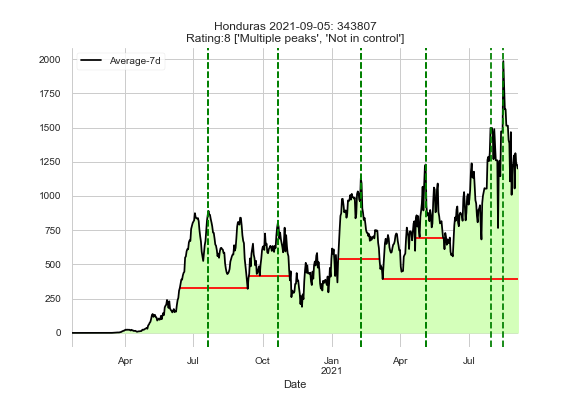 Honduras 2021-09-05: 343807
Rating:8 ['Multiple peaks', 'Not in control']
Average-7d
2000
1750
1500
1250
1000
750
500
250
0
Apr
Jul
Oct
Jan
2021
Apr
Jul
Date